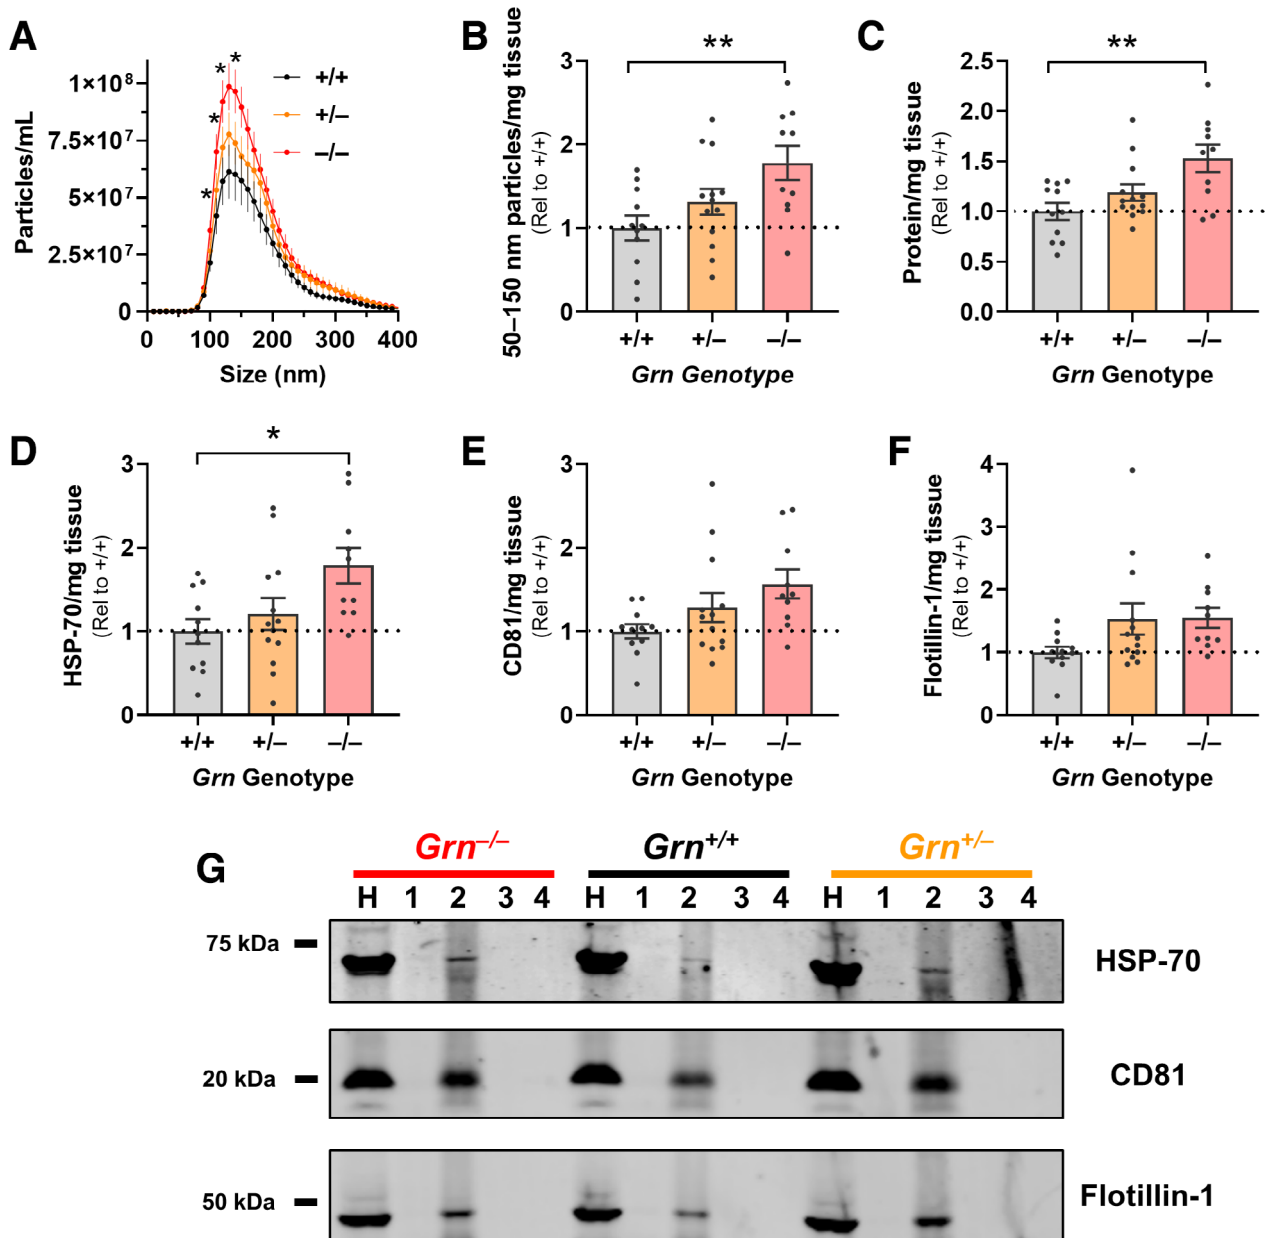 A
B
C
Particles/mL
1×10⁸
7.5×10⁷
5×10⁷
2.5×10⁷
0
0 100 200 300 400
Size (nm)
+/+
+/–
–/–
* * * *
50–150 nm particles/mg tissue
(Rel to +/+)
3
2
1
0
**
+/+ +/– –/–
Grn Genotype
Protein/mg tissue
(Rel to +/+)
2.5
2.0
1.5
1.0
0.5
0.0
**
+/+ +/– –/–
Grn Genotype
D
E
F
HSP-70/mg tissue
(Rel to +/+)
3
2
1
0
*
+/+ +/– –/–
Grn Genotype
CD81/mg tissue
(Rel to +/+)
3
2
1
0
+/+ +/– –/–
Grn Genotype
Flotillin-1/mg tissue
(Rel to +/+)
4
3
2
1
0
+/+ +/– –/–
Grn Genotype
G
Grn–/– Grn+/+ Grn+/–
H 1 2 3 4 H 1 2 3 4 H 1 2 3 4
75 kDa
HSP-70
20 kDa
CD81
50 kDa
Flotillin-1